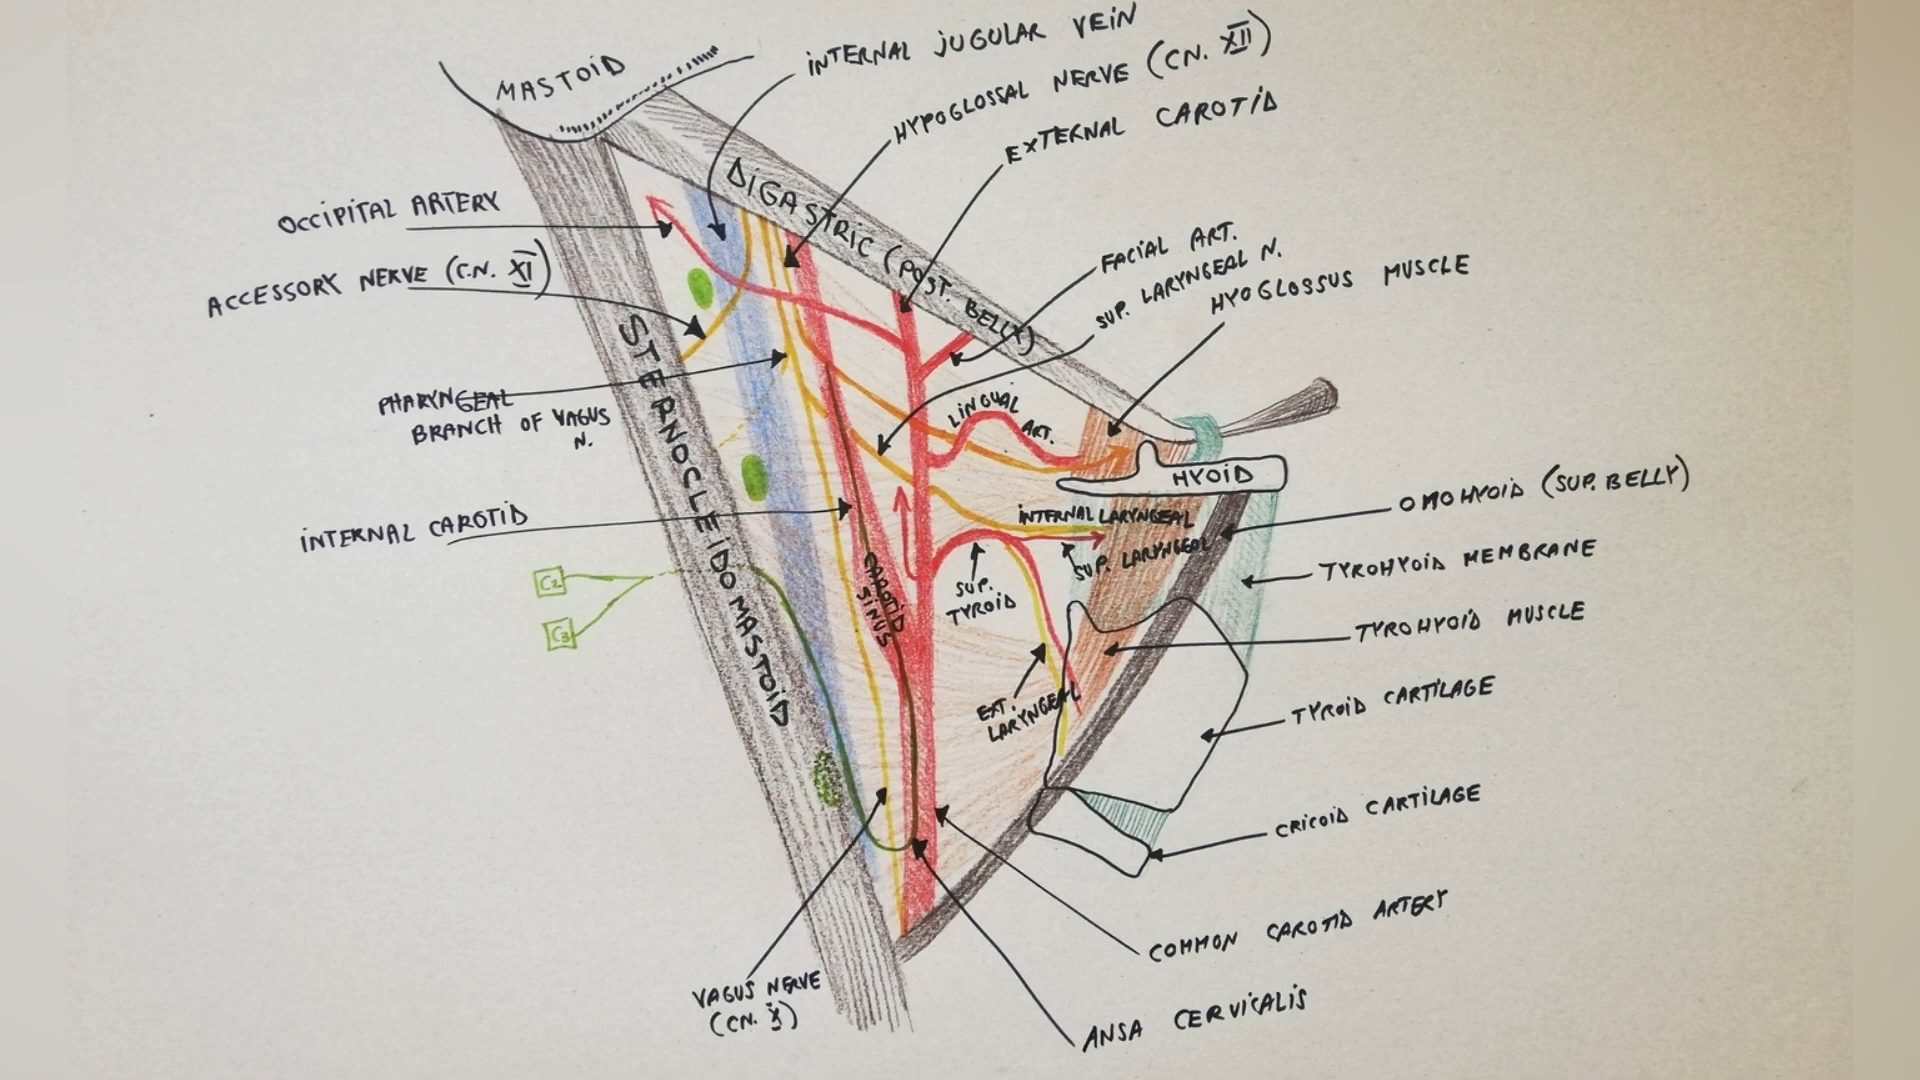 MASTOID
INTERNAL JUGULAR VEIN
HYPOGLOSSAL NERVE (CN. XII)
EXTERNAL CAROTID
DIGASTRIC (POST. BELLY)
OCCIPITAL ARTERY
ACCESSORY NERVE (C.N. XI)
FACIAL ART.
SUP. LARYNGEAL N.
HYOGLOSSUS MUSCLE
STERNOCLEIDOMASTOID
PHARYNGEAL
BRANCH OF VAGUS
N.
LINGUAL
ART.
HYOID
OMOHYOID (SUP. BELLY)
INTERNAL CAROTID
INTERNAL LARYNGEAL
SUP. LARYNGEAL
TYROHYOID MEMBRANE
C2
C3
CAROTID
SINUS
SUP.
TYROID
TYROHYOID MUSCLE
EXT.
LARYNGEAL
TYROID CARTILAGE
CRICOID CARTILAGE
COMMON CAROTID ARTERY
VAGUS NERVE
(CN. X)
ANSA CERVICALIS